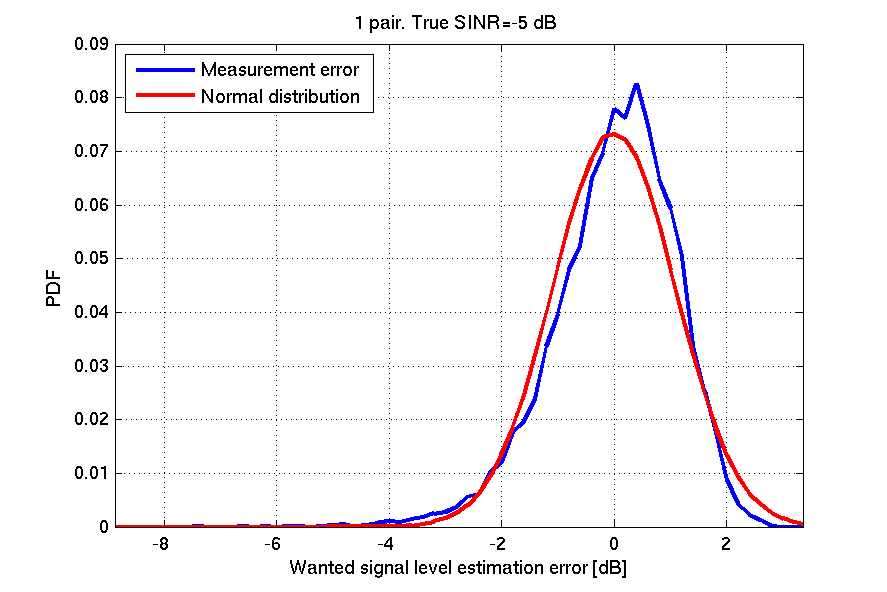 1 pair. True SINR=-5 dB
0.09
Measurement error
Normal distribution
0.08
0.07
0.06
0.05
0.04
0.03
0.02
0.01
0
PDF
-8 -6 -4 -2 0 2
Wanted signal level estimation error [dB]